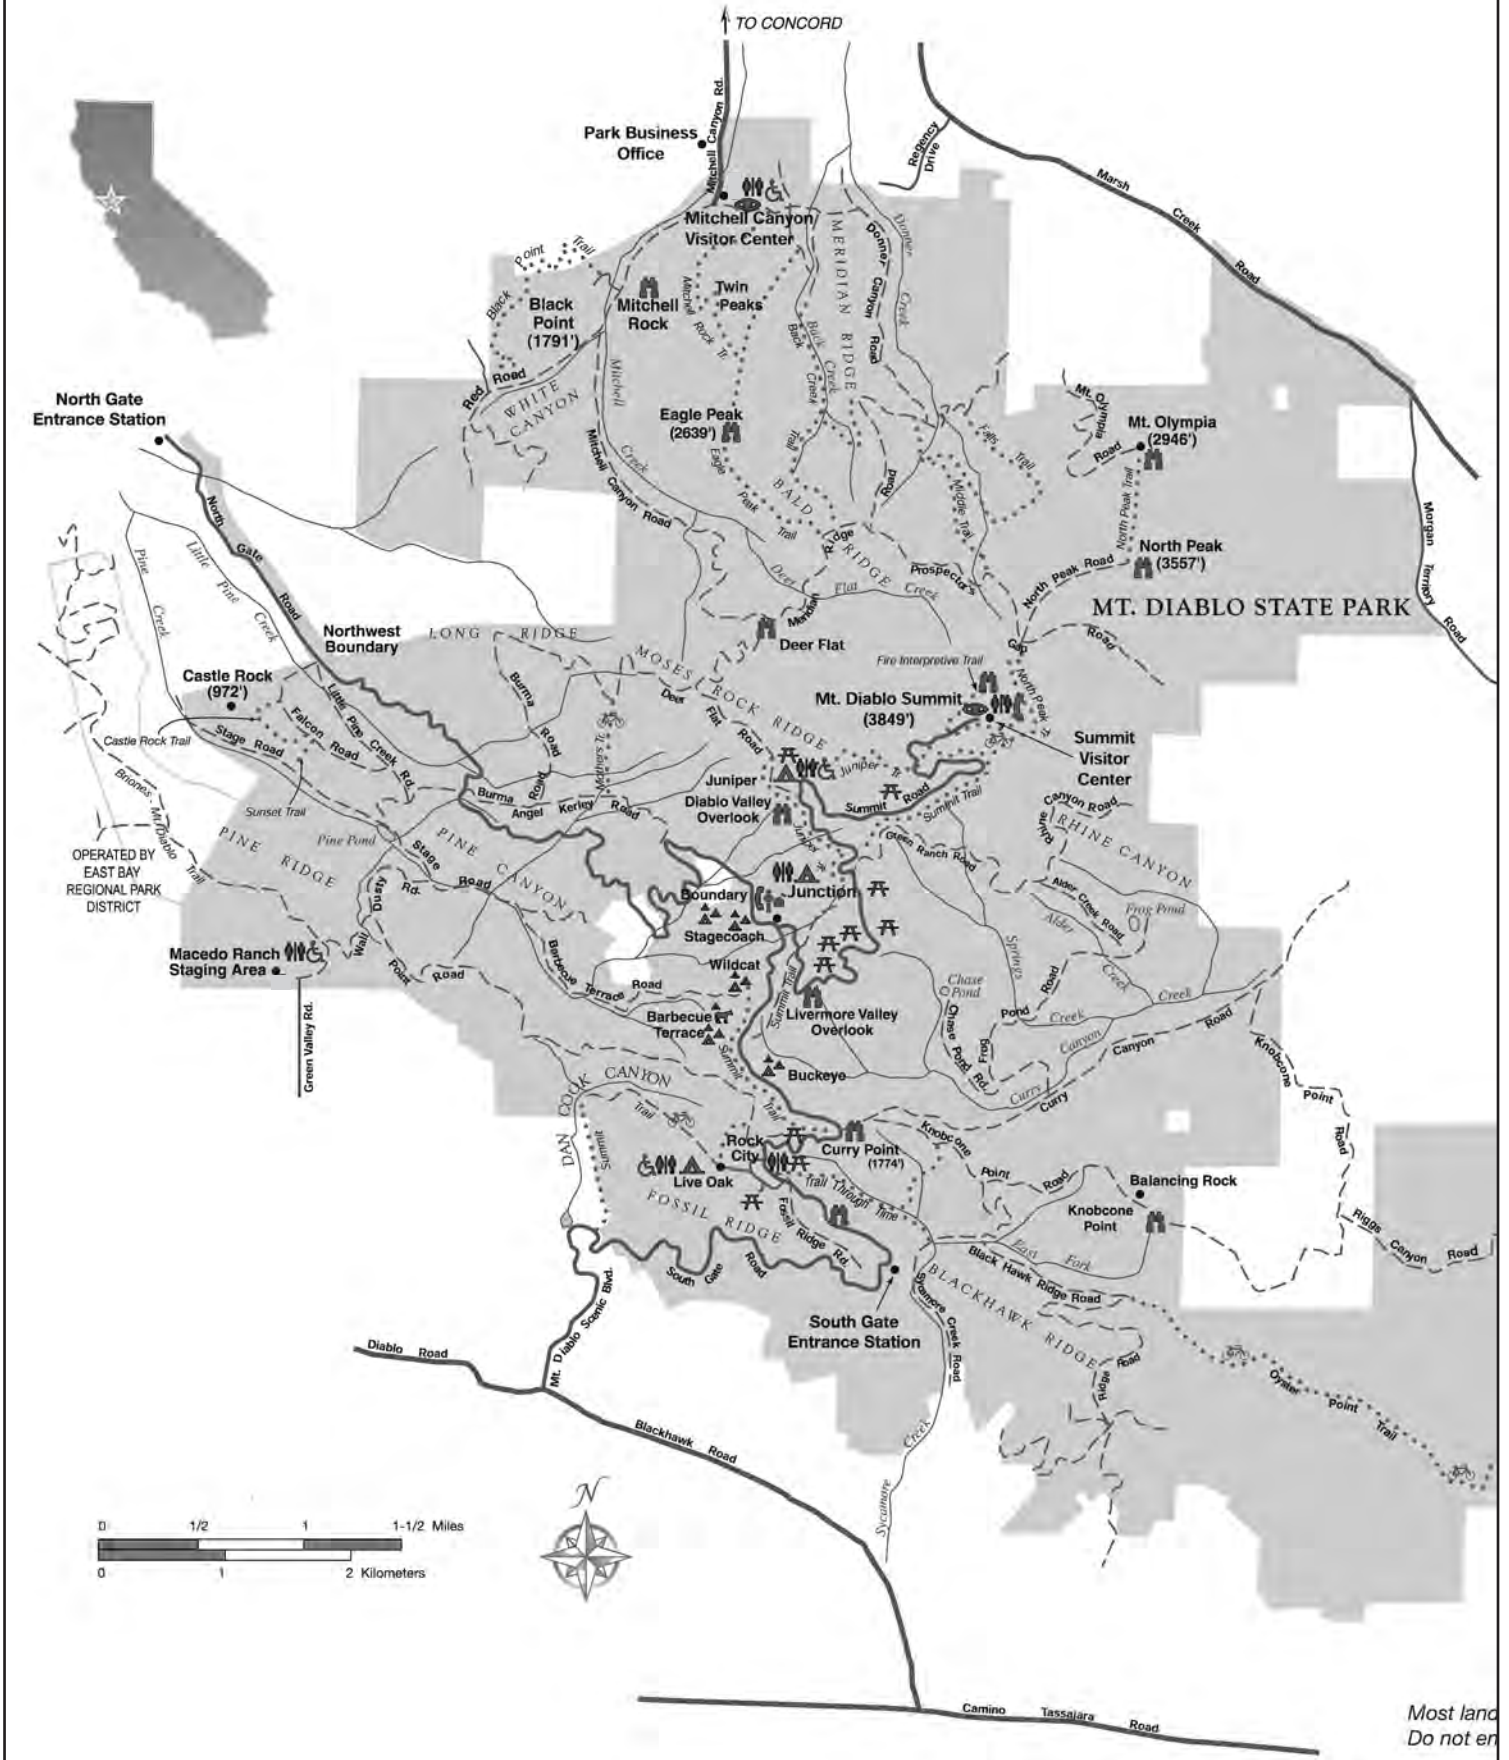 TO CONCORD
Mitchell Canyon Rd.
Park Business
Office
Regency
Drive
Marsh
Creek
Road
Mitchell Canyon
Visitor Center
MERIDIAN RIDGE
Donner
Canyon
Road
Donner
Creek
Black
Point
Trail
Black
Point
(1791')
Mitchell
Rock
Mitchell
Rock Tr.
Twin
Peaks
Back
Creek
Trail
Back
Creek
Red
Road
WHITE
CANYON
Mitchell
Creek
North Gate
Entrance Station
Eagle Peak
(2639')
Eagle
Peak
Trail
Mitchell
Canyon Road
BALD
RIDGE
Road
Middle Trail
Falls
Trail
Mt. Olympia
Road
Mt. Olympia
(2946')
North Peak Trail
North Peak
(3557')
North Peak Road
Prospectors
Gap
Road
Morgan
Territory
Road
MT. DIABLO STATE PARK
North
Gate
Road
Pine
Creek
Little
Pine
Creek
Northwest
Boundary
LONG RIDGE
Deer
Flat
Creek
Meridian
Ridge
Deer Flat
MOSES ROCK RIDGE
Deer
Flat
Road
Fire Interpretive Trail
North Peak
Tr.
Mt. Diablo Summit
(3849')
Summit
Visitor
Center
Castle Rock
(972')
Castle Rock Trail
Stage Road
Falcon
Road
Little Pine Creek
Rd.
Sunset Trail
Burma
Road
Mothers Tr.
Burma
Road
Angel
Kerley
Road
Juniper
Juniper Tr.
Diablo Valley
Overlook
Juniper
Tr.
Summit
Road
Summit Trail
Green Ranch Road
Canyon Road
Rhine
RHINE CANYON
Briones - Mt. Diablo
Trail
OPERATED BY
EAST BAY
REGIONAL PARK
DISTRICT
PINE RIDGE
Pine Pond
PINE
CANYON
Stage
Road
Dusty
Rd.
Wall
Point
Road
Boundary
Junction
Stagecoach
Wildcat
Alder Creek Road
Alder
Creek
Frog Pond
Macedo Ranch
Staging Area
Green Valley Rd.
Barbecue
Terrace
Road
Barbecue
Terrace
Summit Trail
Livermore Valley
Overlook
Chase
Pond
Chase Pond Rd.
Springs
Creek
Frog
Pond
Road
Creek
Canyon
Curry
Curry
Canyon
Road
Knobcone
Point
Road
Buckeye
Summit
Trail
DAN
COOK
CANYON
Trail
Summit
Rock
City
Curry Point
(1774')
Live Oak
FOSSIL RIDGE
Trail Through Time
Fossil
Ridge
Rd.
Knobcone
Point
Road
Balancing Rock
Knobcone
Point
East
Fork
Riggs
Canyon
Road
Black Hawk Ridge Road
BLACKHAWK RIDGE
Ridge
Road
Sycamore Creek Road
South
Gate
Road
South Gate
Entrance Station
Mt. Diablo Scenic Blvd.
Diablo
Road
Blackhawk
Road
Sycamore
Creek
Oyster
Point
Trail
N
0 1/2 1 1-1/2 Miles
0 1 2 Kilometers
Camino
Tassajara
Road
Most land
Do not en